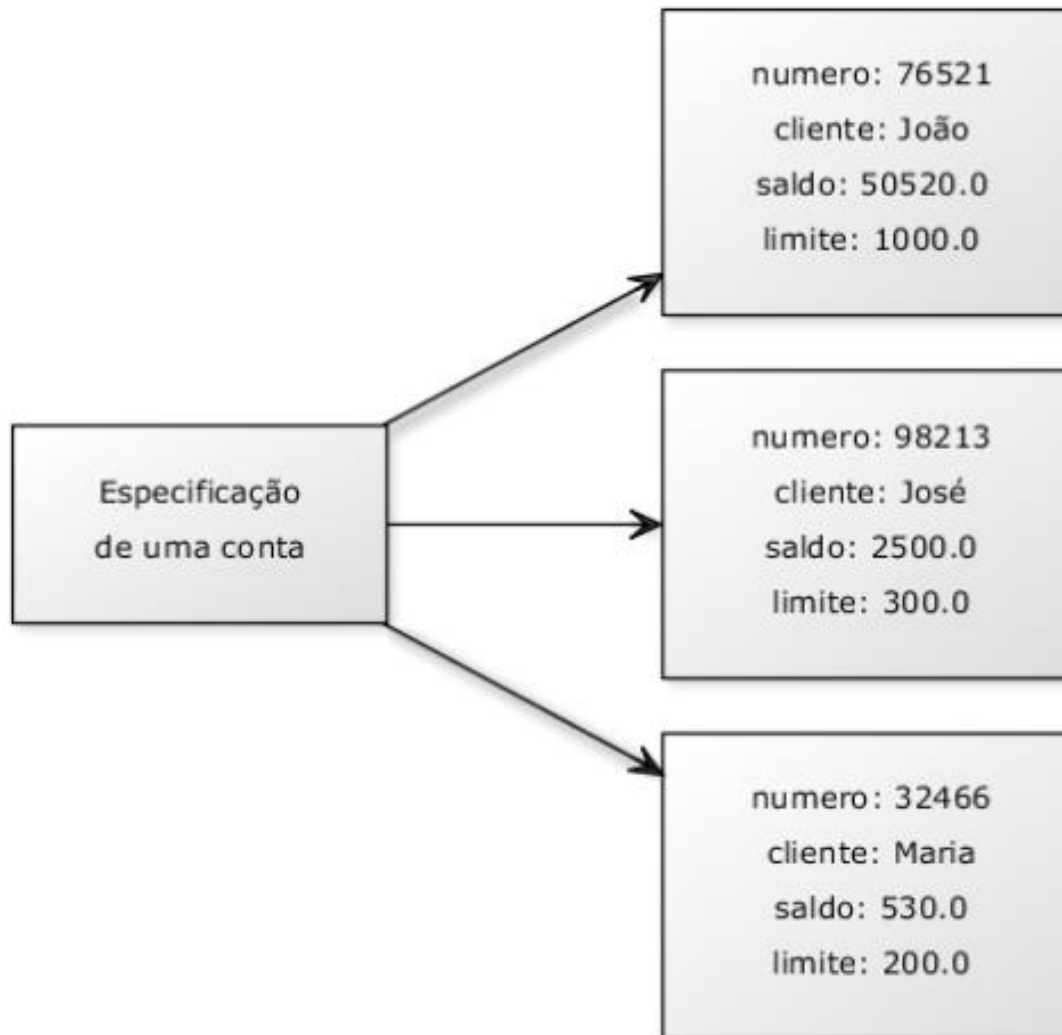 Especificação
de uma conta
numero: 76521
cliente: João
saldo: 50520.0
limite: 1000.0
numero: 98213
cliente: José
saldo: 2500.0
limite: 300.0
numero: 32466
cliente: Maria
saldo: 530.0
limite: 200.0